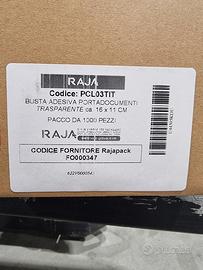 RAJA
Codice: PCL03TIT
BUSTA ADESIVA PORTADOCUMENTI
TRASPARENTE ca. 16 x 11 CM
PACCO DA 1000 PEZZI
RAJA
CODICE FORNITORE Rajapack
FO000347
subito